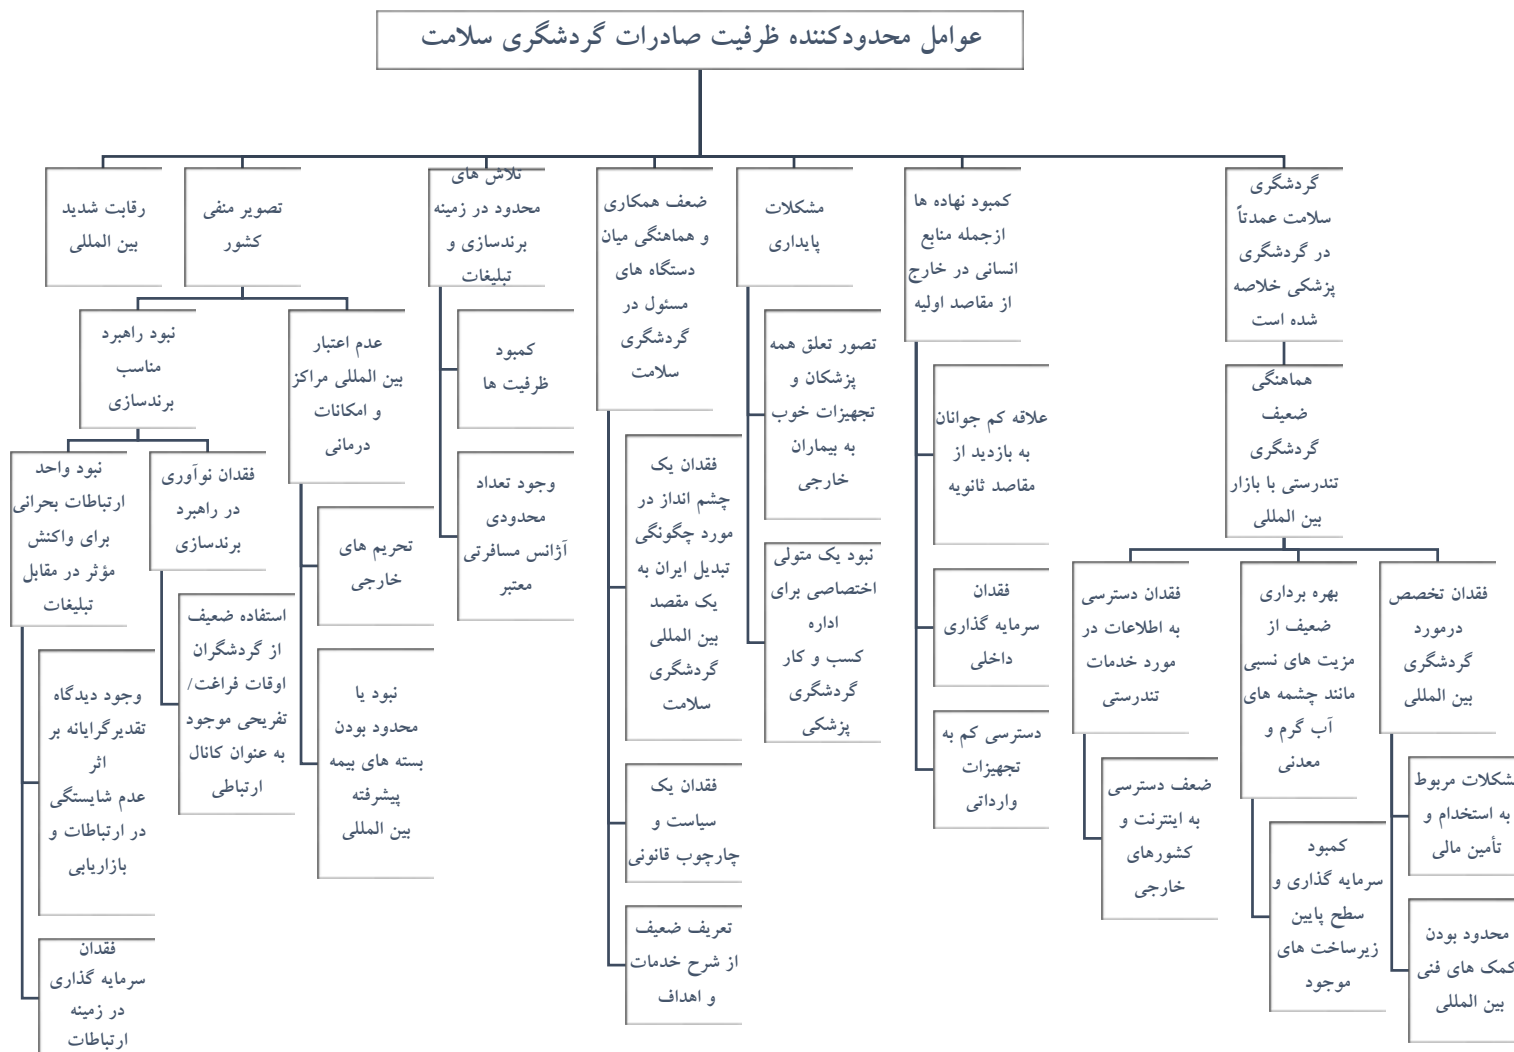 عوامل محدودکننده ظرفیت صادرات گردشگری سلامت
گردشگری
سلامت عمدتاً
در گردشگری
پزشکی خلاصه
شده است
هماهنگی
ضعیف
گردشگری
تندرستی با بازار
بین المللی
فقدان تخصص
درمورد
گردشگری
بین المللی
مشکلات مربوط
به استخدام و
تأمین مالی
محدود بودن
کمک های فنی
بین المللی
بهره برداری
ضعیف از
مزیت های نسبی
مانند چشمه های
آب گرم و
معدنی
کمبود
سرمایه گذاری و
سطح پایین
زیرساخت های
موجود
فقدان دسترسی
به اطلاعات در
مورد خدمات
تندرستی
ضعف دسترسی
به اینترنت و
کشورهای
خارجی
کمبود نهاده ها
ازجمله منابع
انسانی در خارج
از مقاصد اولیه
علاقه کم جوانان
به بازدید از
مقاصد ثانویه
فقدان
سرمایه گذاری
داخلی
دسترسی کم به
تجهیزات
وارداتی
مشکلات
پایداری
تصور تعلق همه
پزشکان و
تجهیزات خوب
به بیماران
خارجی
نبود یک متولی
اختصاصی برای
اداره
کسب و کار
گردشگری
پزشکی
ضعف همکاری
و هماهنگی میان
دستگاه های
مسئول در
گردشگری
سلامت
فقدان یک
چشم انداز در
مورد چگونگی
تبدیل ایران به
یک مقصد
بین المللی
گردشگری
سلامت
فقدان یک
سیاست و
چارچوب قانونی
تعریف ضعیف
از شرح خدمات
و اهداف
تلاش های
محدود در زمینه
برندسازی و
تبلیغات
کمبود
ظرفیت ها
وجود تعداد
محدودی
آژانس مسافرتی
معتبر
تصویر منفی
کشور
عدم اعتبار
بین المللی مراکز
و امکانات
درمانی
تحریم های
خارجی
نبود یا
محدود بودن
بسته های بیمه
پیشرفته
بین المللی
نبود راهبرد
مناسب
برندسازی
فقدان نوآوری
در راهبرد
برندسازی
استفاده ضعیف
از گردشگران
اوقات فراغت/
تفریحی موجود
به عنوان کانال
ارتباطی
نبود واحد
ارتباطات بحرانی
برای واکنش
مؤثر در مقابل
تبلیغات
وجود دیدگاه
تقدیرگرایانه بر
اثر
عدم شایستگی
در ارتباطات و
بازاریابی
فقدان
سرمایه گذاری
در زمینه
ارتباطات
رقابت شدید
بین المللی